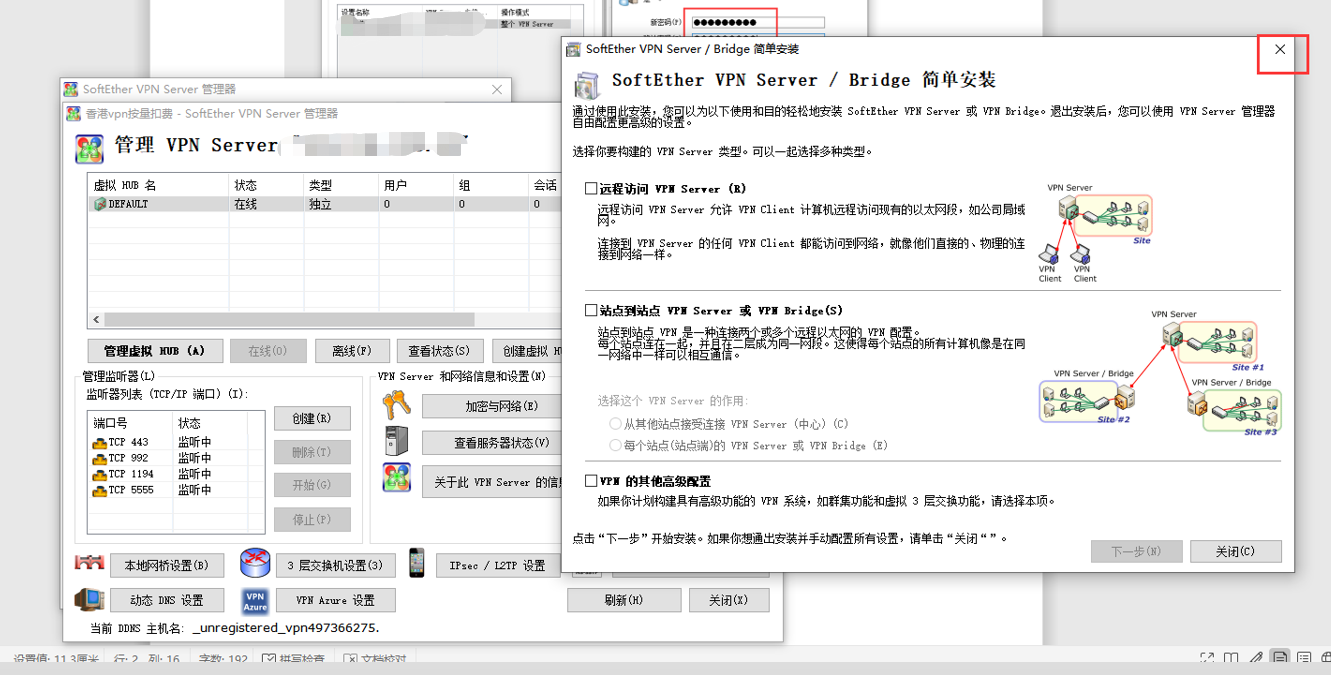 设置名称
操作模式
整个 VPN Server
新密码(P)
●●●●●●●●●
SoftEther VPN Server 管理器
香港vpn按量扣费 - SoftEther VPN Server 管理器
管理 VPN Server
虚拟 HUB 名 状态 类型 用户 组 会话
DEFAULT 在线 独立 0 0 0
管理虚拟 HUB (A) 在线(O) 离线(F) 查看状态(S) 创建虚拟
管理监听器(L)
监听器列表 (TCP/IP 端口) (I):
端口号 状态
TCP 443 监听中
TCP 992 监听中
TCP 1194 监听中
TCP 5555 监听中
创建(R)
删除(T)
开始(G)
停止(P)
VPN Server 和网络信息和设置(N)
加密与网络(E)
查看服务器状态(V)
关于此 VPN Server 的信
本地网桥设置(B) 3 层交换机设置(3) IPsec / L2TP 设置
动态 DNS 设置 VPN Azure VPN Azure 设置 刷新(H) 关闭(X)
当前 DDNS 主机名: _unregistered_vpn497366275.
SoftEther VPN Server / Bridge 简单安装
SoftEther VPN Server / Bridge 简单安装
通过使用此安装，您可以为以下使用和目的轻松地安装 SoftEther VPN Server 或 VPN Bridge。退出安装后，您可以使用 VPN Server 管理器
自由配置更高级的设置。
选择你要构建的 VPN Server 类型。可以一起选择多种类型。
远程访问 VPN Server (R)
远程访问 VPN Server 允许 VPN Client 计算机远程访问现有的以太网段，如公司局域
网。
连接到 VPN Server 的任何 VPN Client 都能访问到网络，就像他们直接的、物理的连
接到网络一样。
VPN Server
Site
VPN Client
VPN Client
站点到站点 VPN Server 或 VPN Bridge(S)
站点到站点 VPN 是一种连接两个或多个远程以太网的 VPN 配置。
每个站点连在一起，并且在二层成为同一网段。这使得每个站点的所有计算机像是在同
一网络中一样可以相互通信。
选择这个 VPN Server 的作用:
从其他站点接受连接 VPN Server (中心) (C)
每个站点(站点端)的 VPN Server 或 VPN Bridge (E)
VPN Server
Site #1
VPN Server / Bridge
Site #2
VPN Server / Bridge
Site #3
VPN 的其他高级配置
如果你计划构建具有高级功能的 VPN 系统，如群集功能和虚拟 3 层交换功能，请选择本项。
点击“下一步”开始安装。如果你想通出安装并手动配置所有设置，请单击“关闭“”。
下一步(N) 关闭(C)
设置值: 11.3厘米 行: 2 列: 16 字数: 192 拼写检查 文档校对